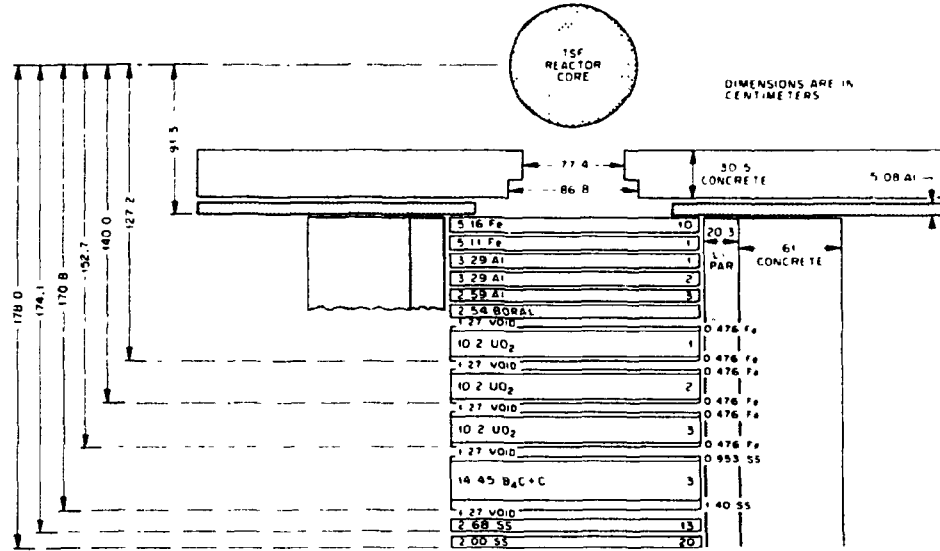 TSF
REACTOR
CORE
DIMENSIONS ARE IN
CENTIMETERS
91.5
77.4
86.8
30.5
CONCRETE
5.08 Al
127.2
140.0
152.7
170.8
174.1
178.0
5.16 Fe 10
5.11 Fe 1
3.29 Al 1
3.29 Al 2
2.59 Al 3
2.54 BORAL
1.27 VOID
10.2 UO₂ 1
1.27 VOID
10.2 UO₂ 2
1.27 VOID
10.2 UO₂ 3
1.27 VOID
14.45 B₄C+C 3
1.27 VOID
2.68 SS 13
2.00 SS 20
20.3
PAR
61
CONCRETE
0.476 Fe
0.476 Fe
0.476 Fe
0.476 Fe
0.476 Fe
0.476 Fe
0.953 SS
1.40 SS